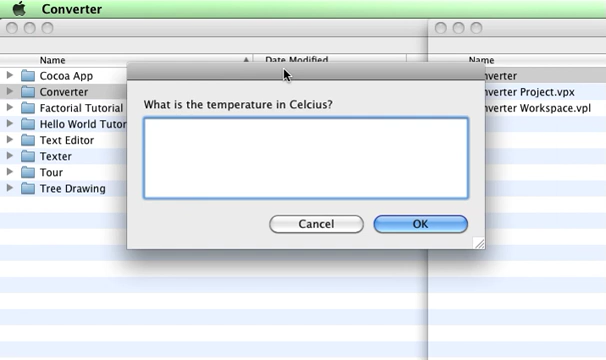 Converter
Name
Date Modified
Name
Cocoa App
Converter
Factorial Tutorial
Hello World Tutor
Text Editor
Texter
Tour
Tree Drawing
nverter
nverter Project.vpx
nverter Workspace.vpl
What is the temperature in Celcius?
Cancel
OK